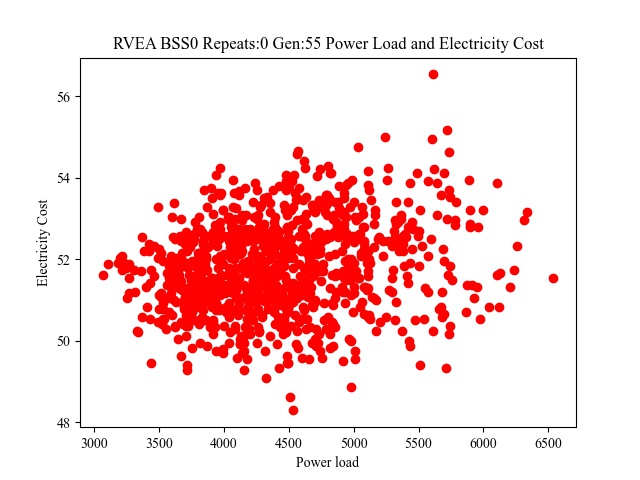 RVEA BSS0 Repeats:0 Gen:55 Power Load and Electricity Cost
Electricity Cost
56
54
52
50
48
3000 3500 4000 4500 5000 5500 6000 6500
Power load